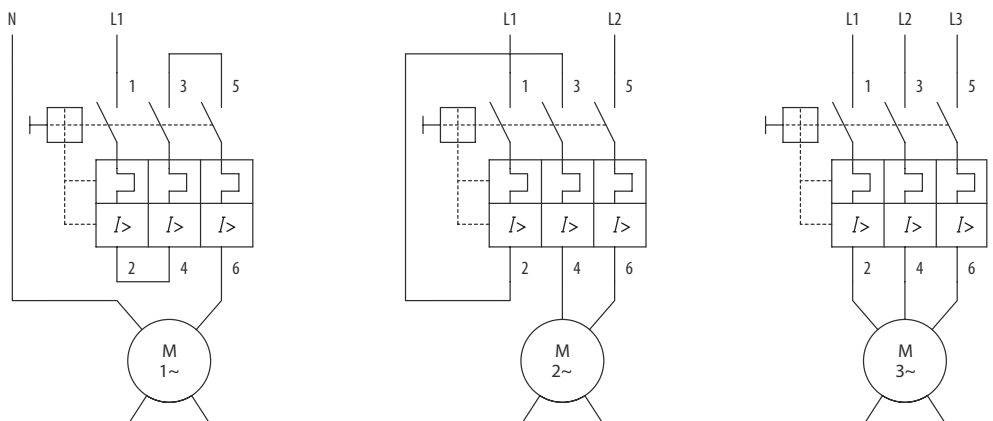 N L1 L2 L1 L2 L1 L3
1 3 5 1 3 5 1 3 5
I> I> I> I> I> I> I> I> I>
2 4 6 2 4 6 2 4 6
M M M
1~ 2~ 3~